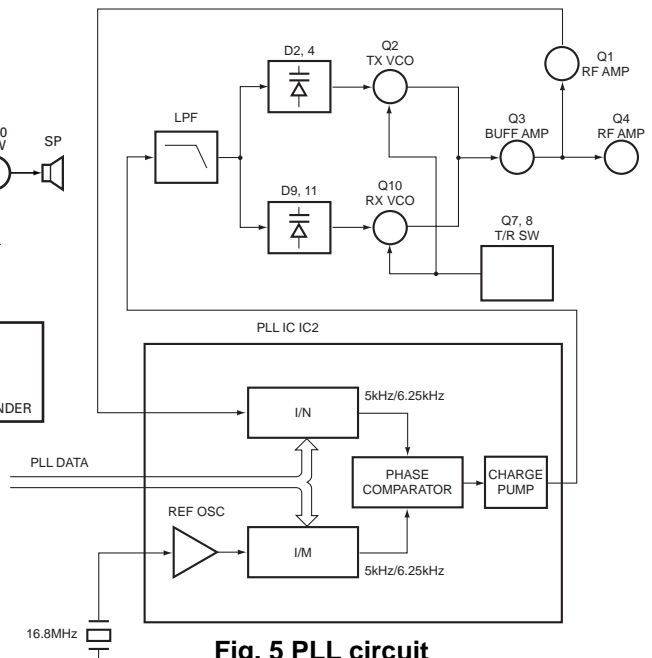 D2, 4
Q2
TX VCO
Q1
RF AMP
LPF
Q3
BUFF AMP
Q4
RF AMP
SP
D9, 11
Q10
RX VCO
Q7, 8
T/R SW
PLL IC IC2
I/N
5kHz/6.25kHz
PLL DATA
PHASE
COMPARATOR
CHARGE
PUMP
REF OSC
I/M
5kHz/6.25kHz
16.8MHz
Fig. 5 PLL circuit